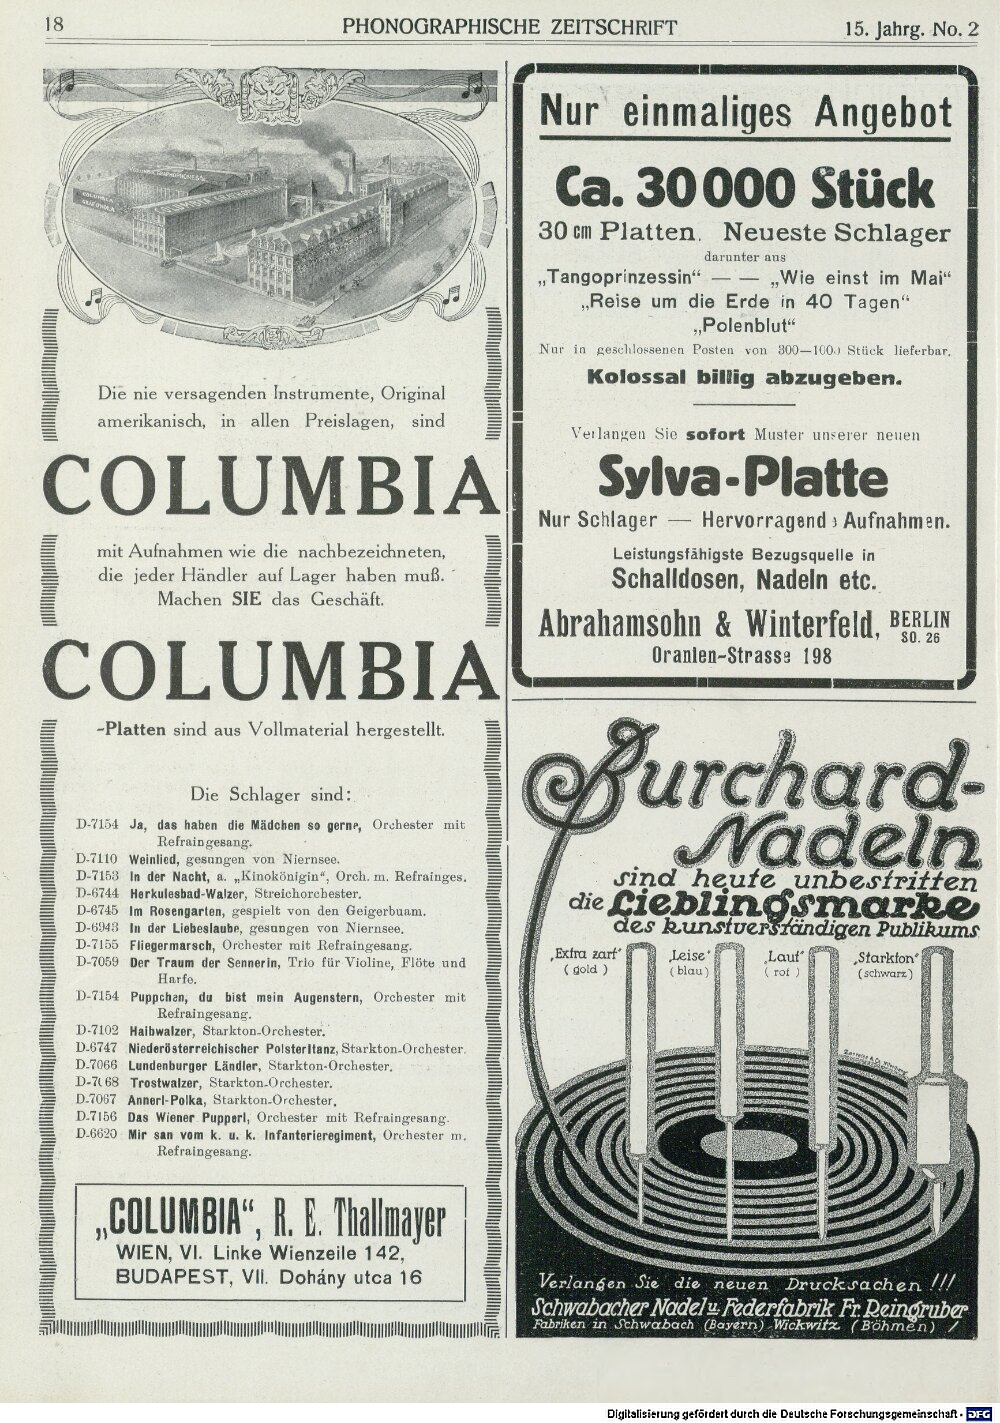 18
PHONOGRAPHISCHE ZEITSCHRIFT
15. Jahrg. No. 2
Die nie versagenden Instrumente, Original
amerikanisch, in allen Preislagen, sind
COLUMBIA
mit Aufnahmen wie die nachbezeichneten,
die jeder Händler auf Lager haben muß.
Machen SIE das Geschäft.
COLUMBIA
-Platten sind aus Vollmaterial hergestellt.
Die Schlager sind:
D-7154 Ja, das haben die Mädchen so gerne, Orchester mit
Refraingesang.
D-7110 Weinlied, gesungen von Niernsee.
D-7153 In der Nacht, a. „Kinokönigin“, Orch. m. Refrainges.
D-6744 Herkulesbad-Walzer, Streichorchester.
D-6745 Im Rosengarten, gespielt von den Geigerbuam.
D-6943 In der Liebeslaube, gesungen von Niernsee.
D-7155 Fliegermarsch, Orchester mit Refraingesang.
D-7059 Der Traum der Sennerin, Trio für Violine, Flöte und
Harfe.
D-7154 Puppchen, du bist mein Augenstern, Orchester mit
Refraingesang.
D-7102 Haibwalzer, Starkton-Orchester.
D-6747 Niederösterreichischer Polsterltanz, Starkton-Orchester.
D-7066 Lundenburger Ländler, Starkton-Orchester.
D-7068 Trostwalzer, Starkton-Orchester.
D-7067 Annerl-Polka, Starkton-Orchester.
D-7156 Das Wiener Pupperl, Orchester mit Refraingesang.
D-6620 Mir san vom k. u. k. Infanterieregiment, Orchester m.
Refraingesang.
„COLUMBIA“, R. E. Thallmayer
WIEN, VI. Linke Wienzeile 142,
BUDAPEST, VII. Dohány utca 16
Nur einmaliges Angebot
Ca. 30000 Stück
30 cm Platten. Neueste Schlager
darunter aus
„Tangoprinzessin“ — — „Wie einst im Mai“
„Reise um die Erde in 40 Tagen“
„Polenblut“
Nur in geschlossenen Posten von 300—1000 Stück lieferbar.
Kolossal billig abzugeben.
Verlangen Sie sofort Muster unserer neuen
Sylva-Platte
Nur Schlager — Hervorragende Aufnahmen.
Leistungsfähigste Bezugsquelle in
Schalldosen, Nadeln etc.
Abrahamsohn & Winterfeld, BERLIN SO. 26
Oranien-Strasse 198
Burchard-
Nadeln
sind heute unbestritten
die Lieblingsmarke
des kunstverständigen Publikums
„Extra zart“ „Leise“ „Laut“ „Starkton“
(gold) (blau) (rot) (schwarz)
Verlangen Sie die neuen Drucksachen!!!
Schwabacher Nadel u. Federfabrik Fr. Reingruber
Fabriken in Schwabach (Bayern) Wickwitz (Böhmen)
Digitalisierung gefördert durch die Deutsche Forschungsgemeinschaft - DFG